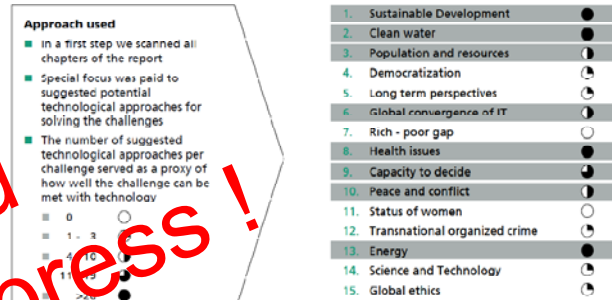 Approach used
In a first step we scanned all
chapters of the report
Special focus was paid to
suggested potential
technological approaches for
solving the challenges
The number of suggested
technological approaches per
challenge served as a proxy of
how well the challenge can be
met with technology
0
1 - 3
4 10
>20
press !
1. Sustainable Development
2. Clean water
3. Population and resources
4. Democratization
5. Long term perspectives
6. Global convergence of IT
7. Rich - poor gap
8. Health issues
9. Capacity to decide
10. Peace and conflict
11. Status of women
12. Transnational organized crime
13. Energy
14. Science and Technology
15. Global ethics